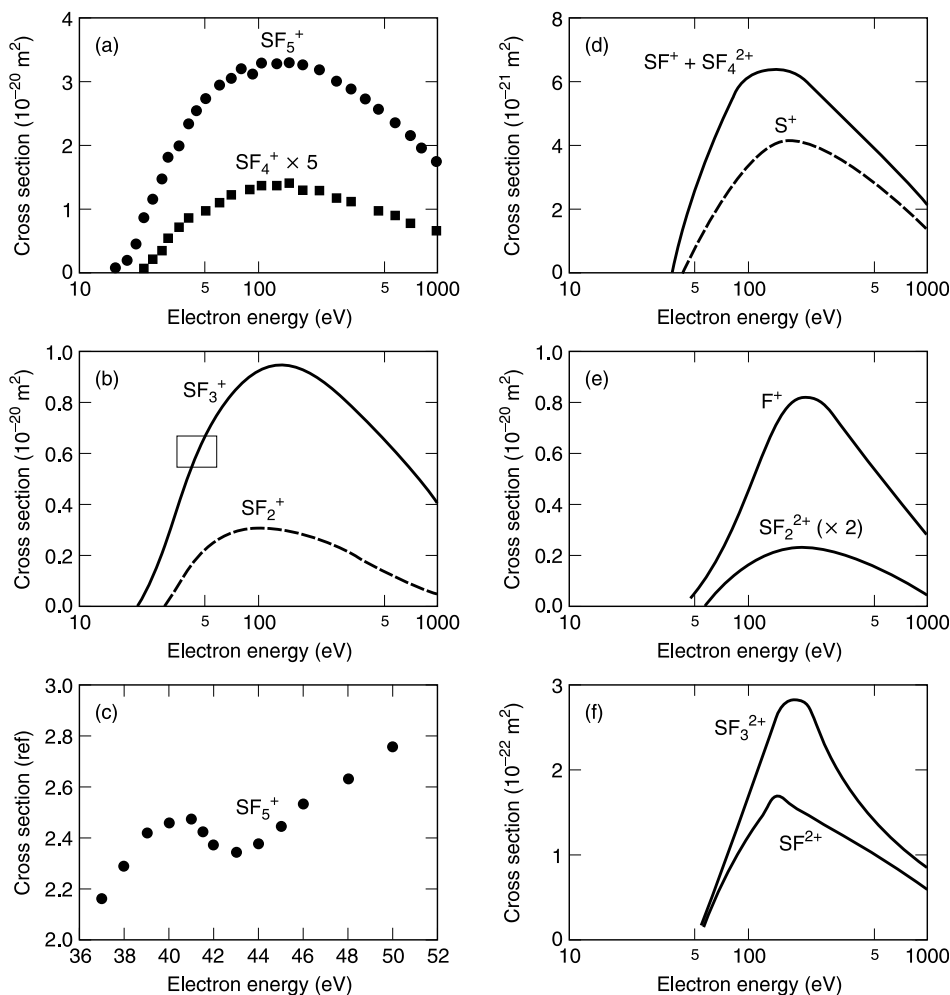 (a)
SF₅⁺
SF₄⁺ × 5
Cross section (10⁻²⁰ m²)
4
3
2
1
0
10
5
100
5
1000
Electron energy (eV)
(d)
SF⁺ + SF₄²⁺
S⁺
Cross section (10⁻²¹ m²)
8
6
4
2
0
10
5
100
5
1000
Electron energy (eV)
(b)
SF₃⁺
SF₂⁺
Cross section (10⁻²⁰ m²)
1.0
0.8
0.6
0.4
0.2
0.0
10
5
100
5
1000
Electron energy (eV)
(e)
F⁺
SF₂²⁺ (× 2)
Cross section (10⁻²⁰ m²)
1.0
0.8
0.6
0.4
0.2
0.0
10
5
100
5
1000
Electron energy (eV)
(c)
SF₅⁺
Cross section (ref)
3.0
2.8
2.6
2.4
2.2
2.0
36 38 40 42 44 46 48 50 52
Electron energy (eV)
(f)
SF₃²⁺
SF²⁺
Cross section (10⁻²² m²)
3
2
1
0
10
5
100
5
1000
Electron energy (eV)